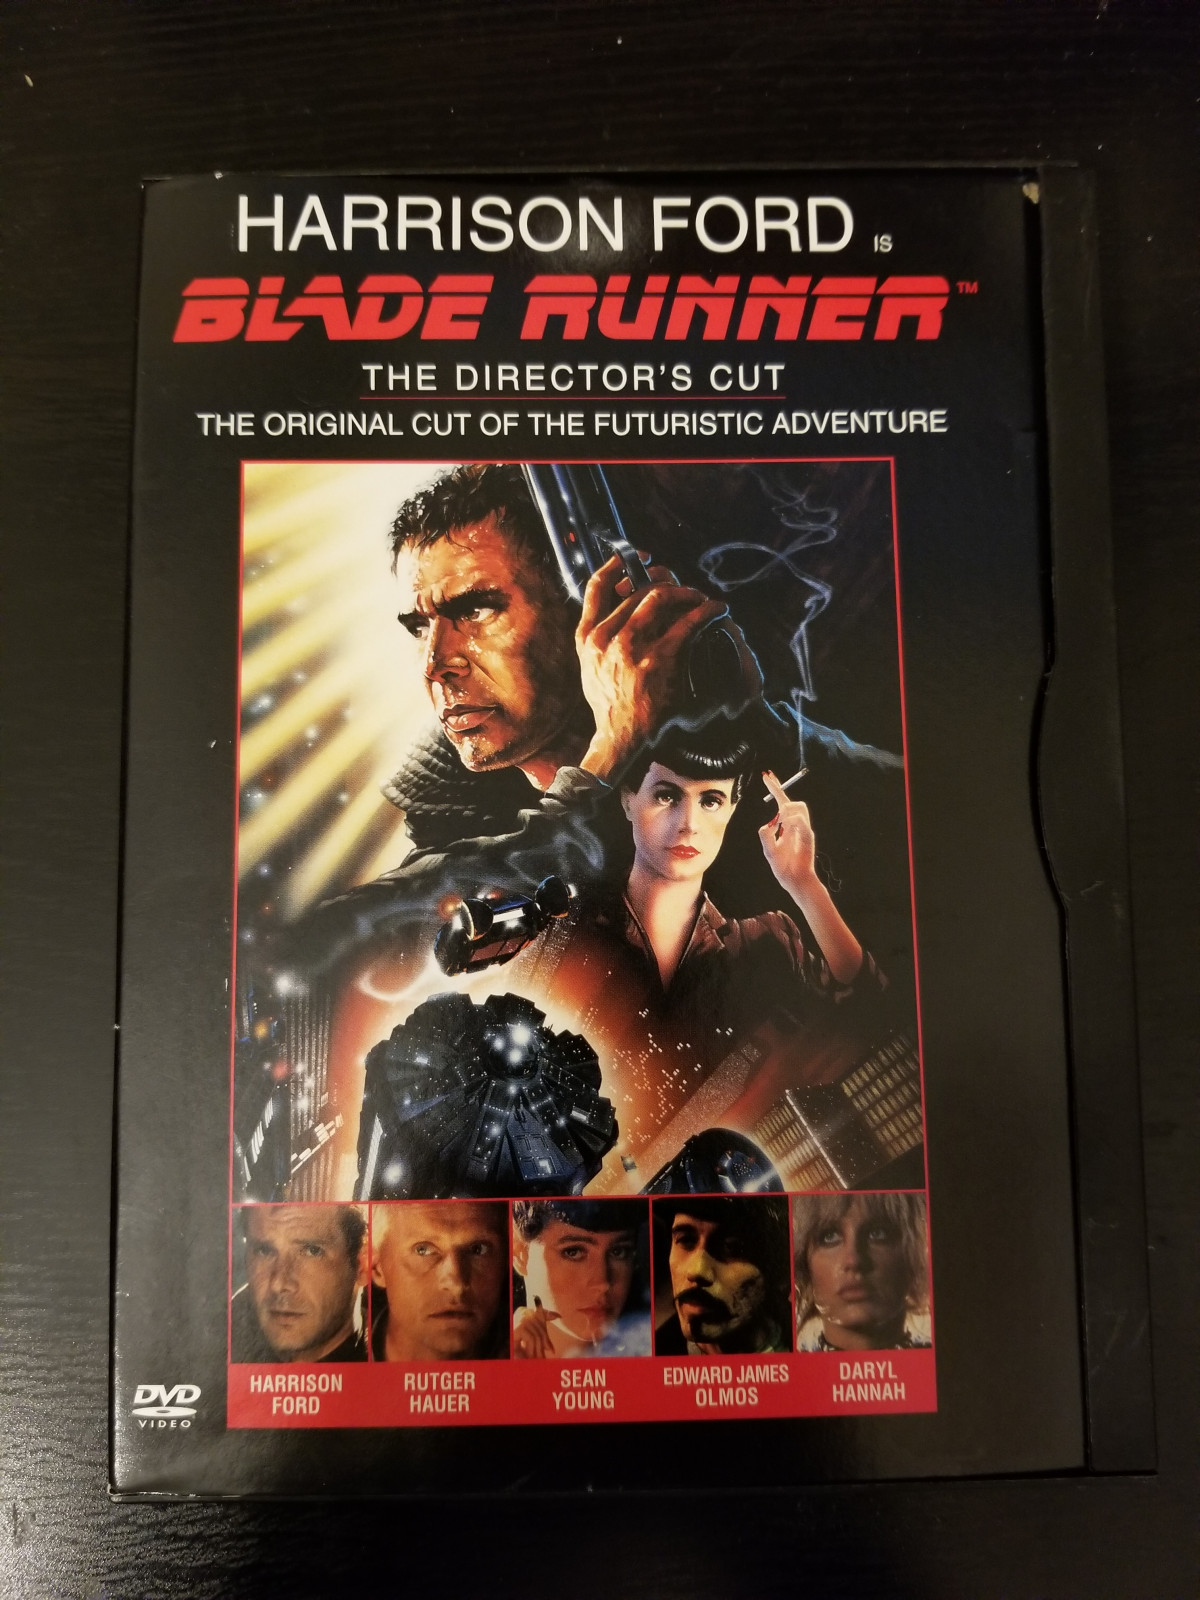 HARRISON FORD IS
BLADE RUNNER™
THE DIRECTOR'S CUT
THE ORIGINAL CUT OF THE FUTURISTIC ADVENTURE
HARRISON
FORD
RUTGER
HAUER
SEAN
YOUNG
EDWARD JAMES
OLMOS
DARYL
HANNAH
DVD
VIDEO